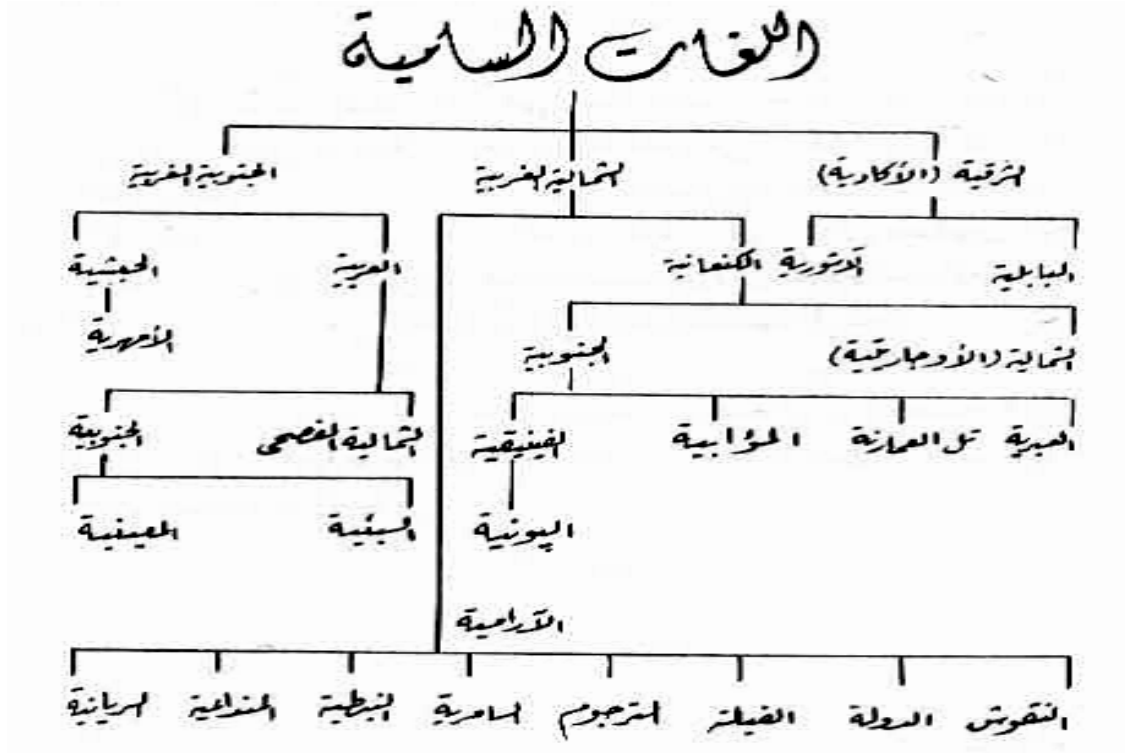 اللغات السامية
الشرقية (الأكادية) الشمالية الغربية الجنوبية الغربية
البابلية الآشورية الكنعانية العربية الحبشية
الأمهرية
الشمالية (الأوجاريتية) الجنوبية
العبرية تل العمارنة المؤابية الفينيقية الشمالية الفصحى الجنوبية
البونية السبئية المعينية
الآرامية
النقوش الدولة الفيلة الترجوم السامرية النبطية المندائية السريانية